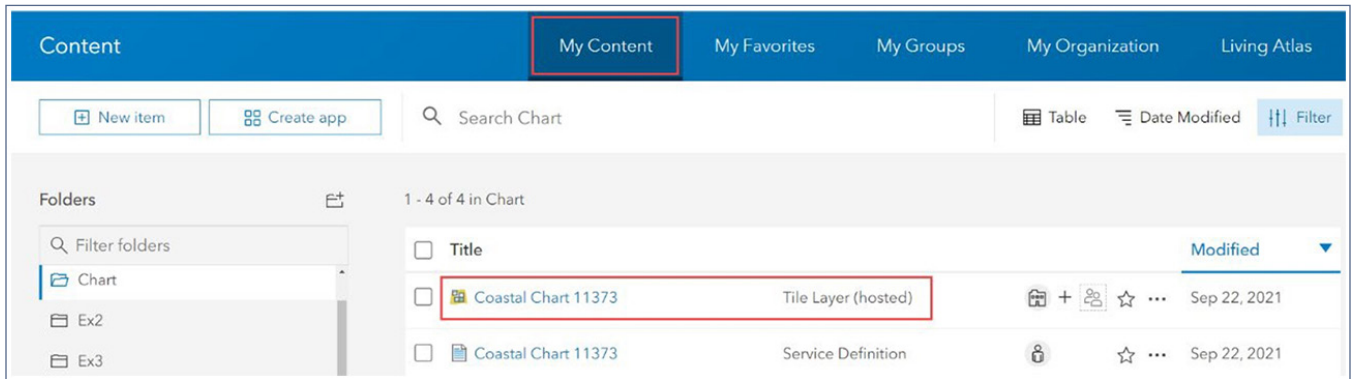 Content My Content My Favorites My Groups My Organization Living Atlas
New item Create app Search Chart Table Date Modified Filter
Folders 1 - 4 of 4 in Chart
Filter folders Title Modified
Chart
Coastal Chart 11373 Tile Layer (hosted) Sep 22, 2021
Ex2
Coastal Chart 11373 Service Definition Sep 22, 2021
Ex3